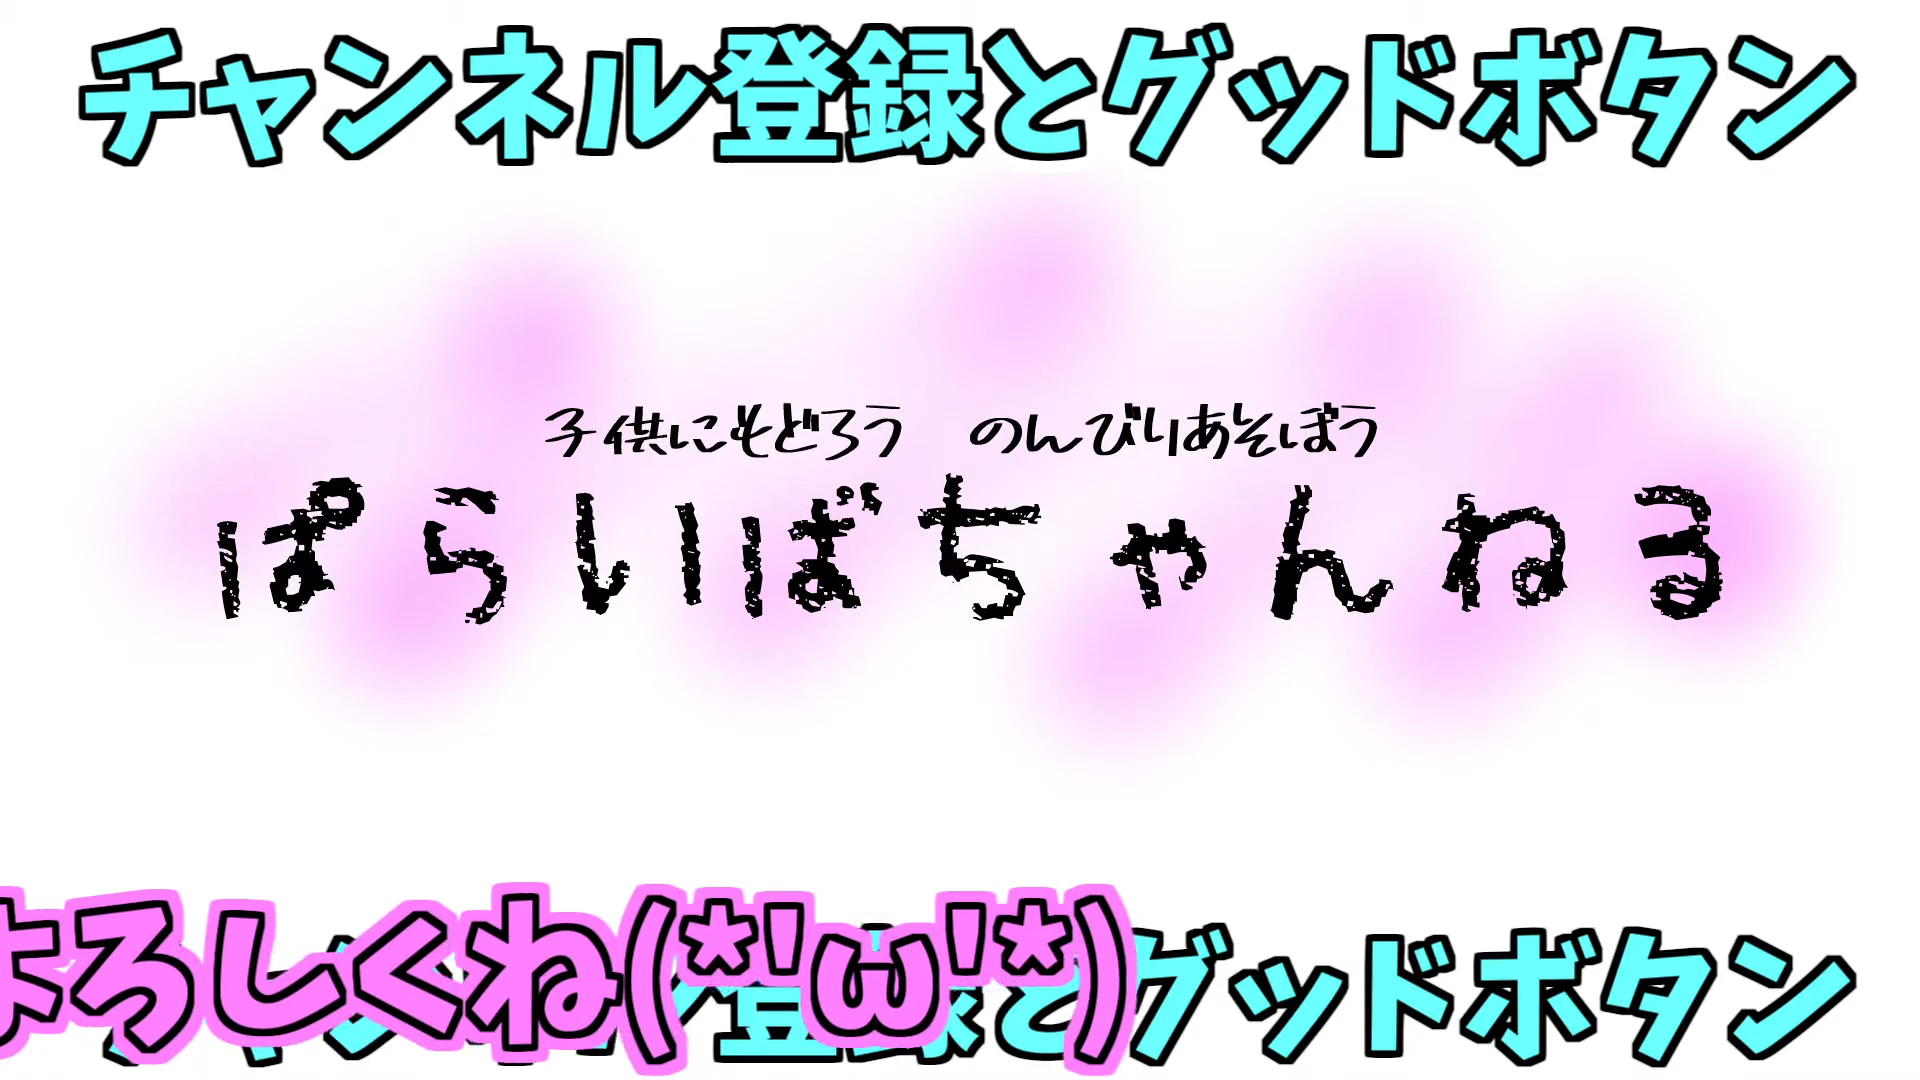 チャンネル登録とグッドボタン
子供にもどろう　のんびりあそぼう
ぱらいばちゃんねる
よろしくね(*'ω'*)
グッドボタン